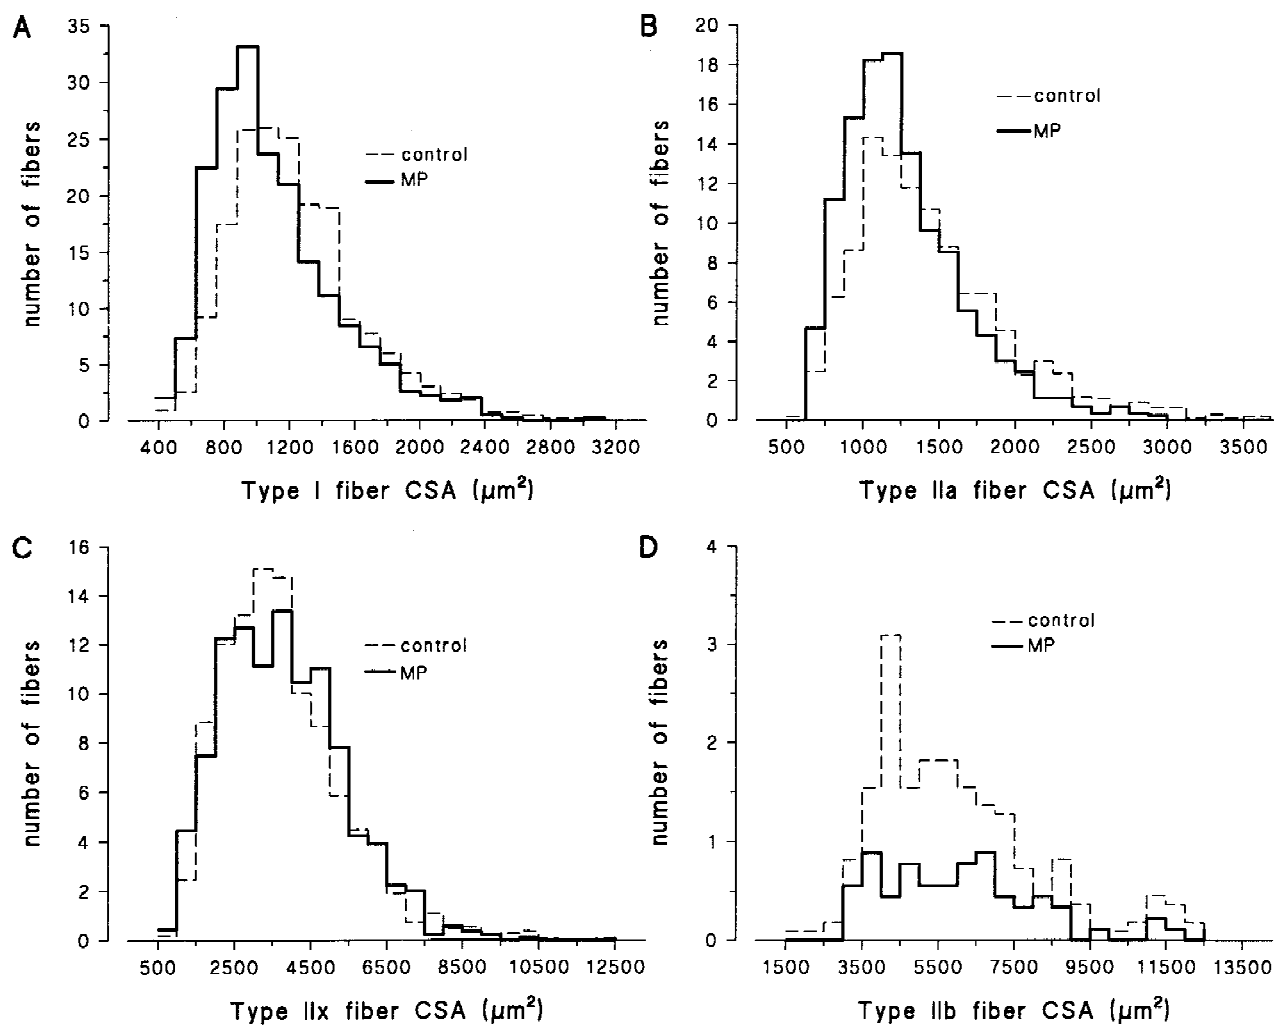 A
number of fibers
35
30
25
20
15
10
5
0
control
MP
400 800 1200 1600 2000 2400 2800 3200
Type I fiber CSA (µm²)
B
number of fibers
20
18
16
14
12
10
8
6
4
2
0
control
MP
500 1000 1500 2000 2500 3000 3500
Type IIa fiber CSA (µm²)
C
number of fibers
16
14
12
10
8
6
4
2
0
control
MP
500 2500 4500 6500 8500 10500 12500
Type IIx fiber CSA (µm²)
D
number of fibers
4
3
2
1
0
control
MP
1500 3500 5500 7500 9500 11500 13500
Type IIb fiber CSA (µm²)